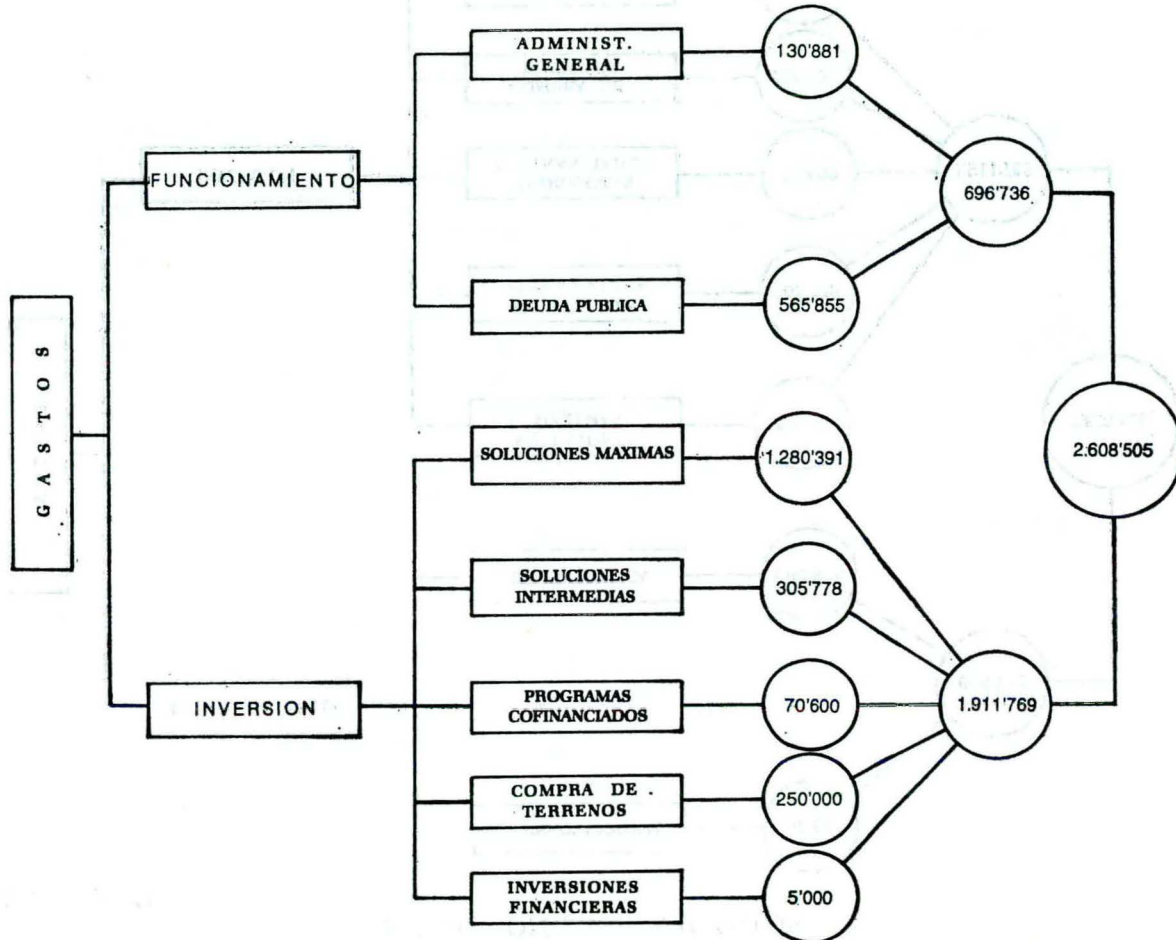 ADMINIST.
GENERAL
130'881
FUNCIONAMIENTO
696'736
DEUDA PUBLICA
565'855
GASTOS
SOLUCIONES MAXIMAS
1.280'391
2.608'505
SOLUCIONES
INTERMEDIAS
305'778
INVERSION
PROGRAMAS
COFINANCIADOS
70'600
1.911'769
COMPRA DE
TERRENOS
250'000
INVERSIONES
FINANCIERAS
5'000